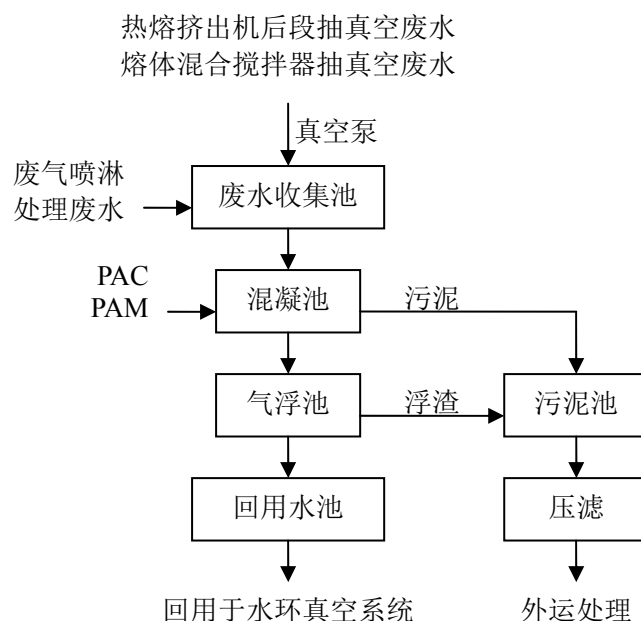 热熔挤出机后段抽真空废水
熔体混合搅拌器抽真空废水
真空泵
废气喷淋
处理废水
废水收集池
PAC
PAM
混凝池
污泥
气浮池
浮渣
污泥池
回用水池
压滤
回用于水环真空系统
外运处理